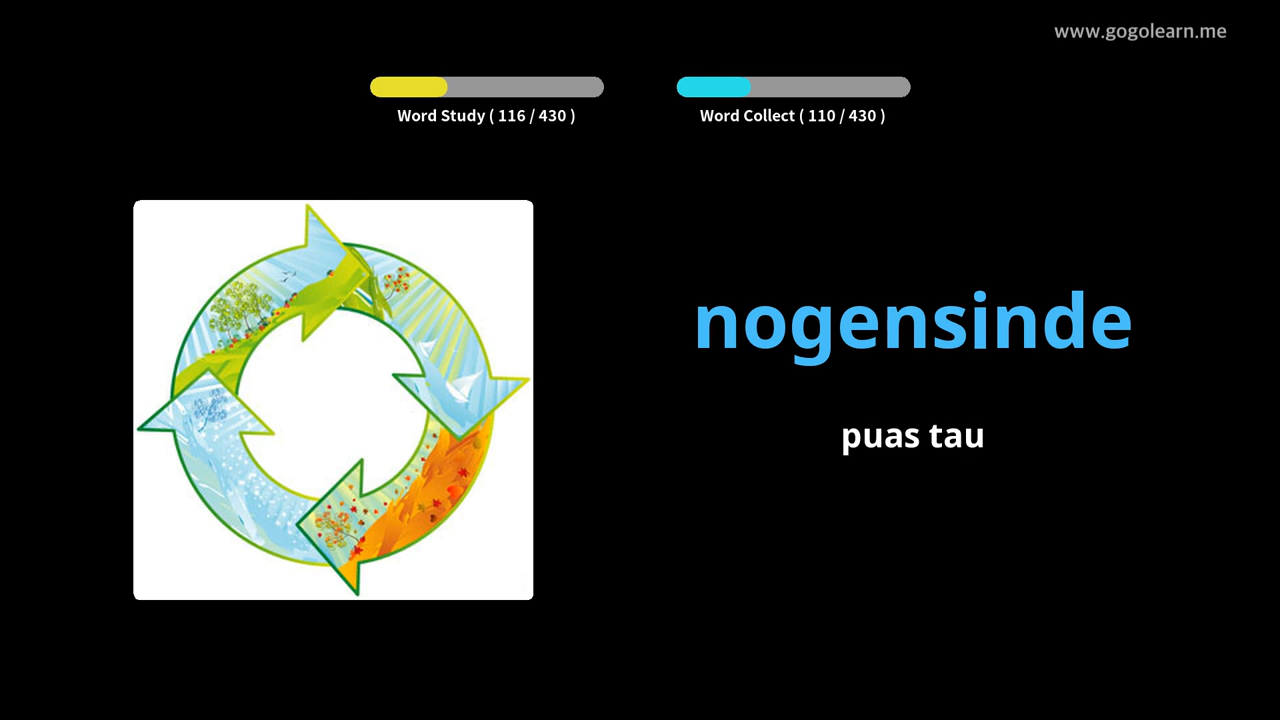 www.gogolearn.me
Word Study ( 116 / 430 )
Word Collect ( 110 / 430 )
nogensinde
puas tau